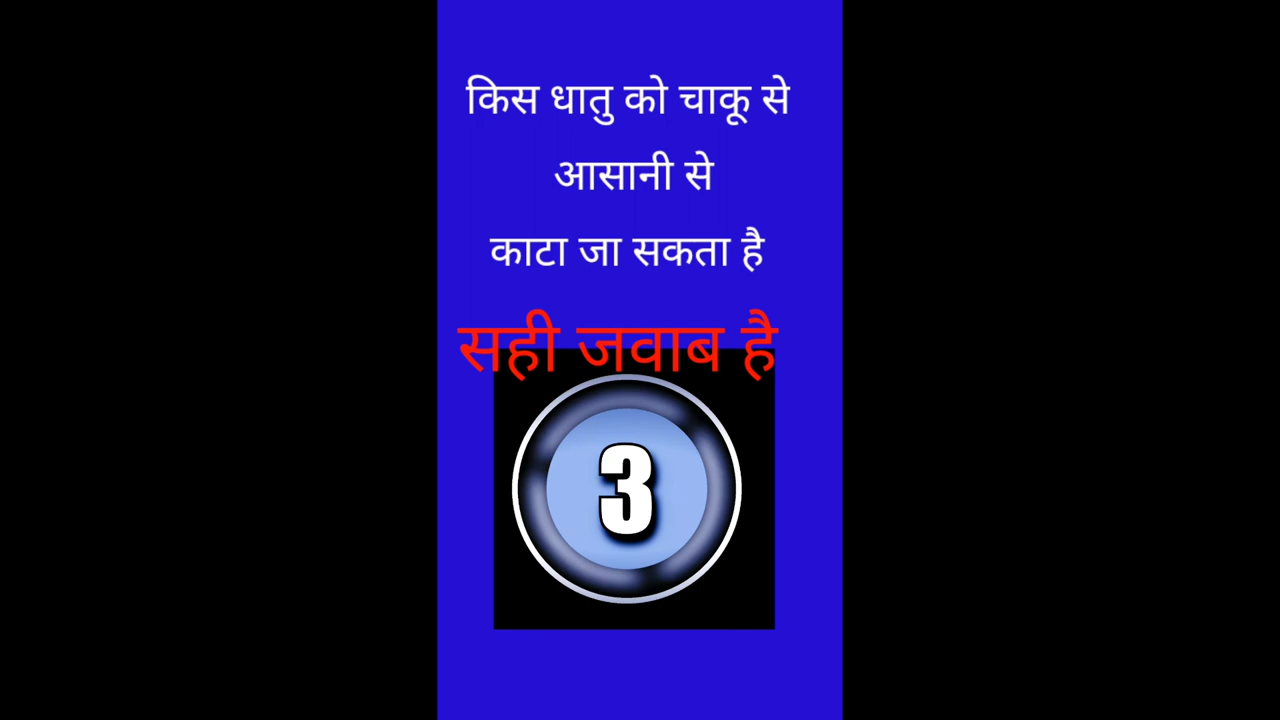 किस धातु को चाकू से
आसानी से
काटा जा सकता है
सही जवाब है
3